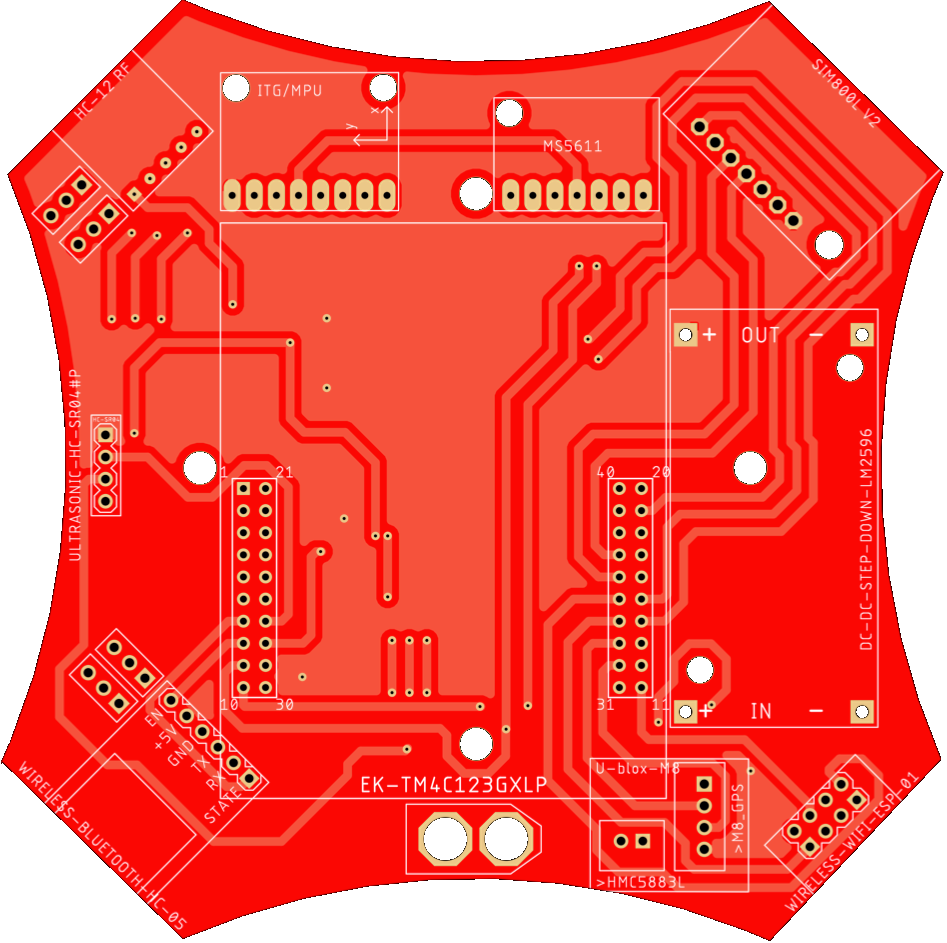 HC-12 RF
ITG/MPU
x
y
MS5611
SIM800L V2
+ OUT −
HC-SR04
ULTRASONIC-HC-SR04#P
1 21
40 20
DC-DC-STEP-DOWN-LM2596
10 30
31 11
+ IN −
EN
+5V
GND
TX
RX
STATE
EK-TM4C123GXLP
U-blox-M8
>M8_GPS
>HMC5883L
WIRELESS-WIFI-ESP-01
WIRELESS-BLUETOOTH-HC-05